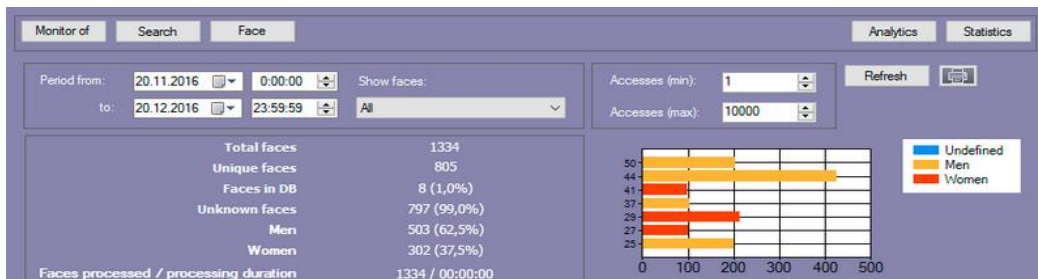 Monitor of Search Face Analytics Statistics
Period from: 20.11.2016 0:00:00 Show faces: Accesses (min): 1 Refresh
to: 20.12.2016 23:59:59 All Accesses (max): 10000
Total faces 1334
Unique faces 805
Faces in DB 8 (1,0%)
Unknown faces 797 (99,0%)
Men 503 (62,5%)
Women 302 (37,5%)
Faces processed / processing duration 1334 / 00:00:00
50
44
41
37
29
27
25
0 100 200 300 400 500
Undefined
Men
Women